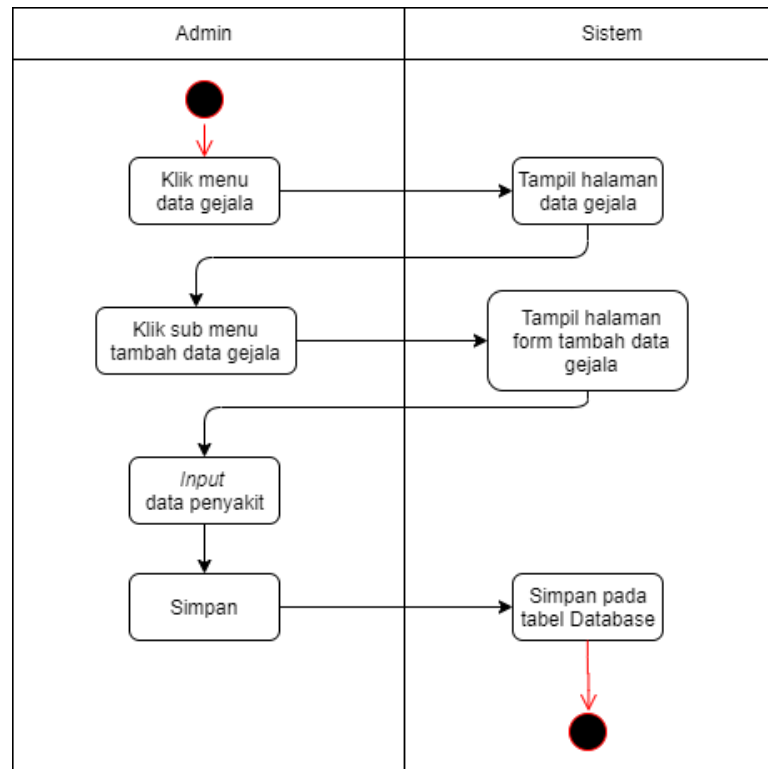 Admin
Sistem
Klik menu
data gejala
Tampil halaman
data gejala
Klik sub menu
tambah data gejala
Tampil halaman
form tambah data
gejala
Input
data penyakit
Simpan
Simpan pada
tabel Database